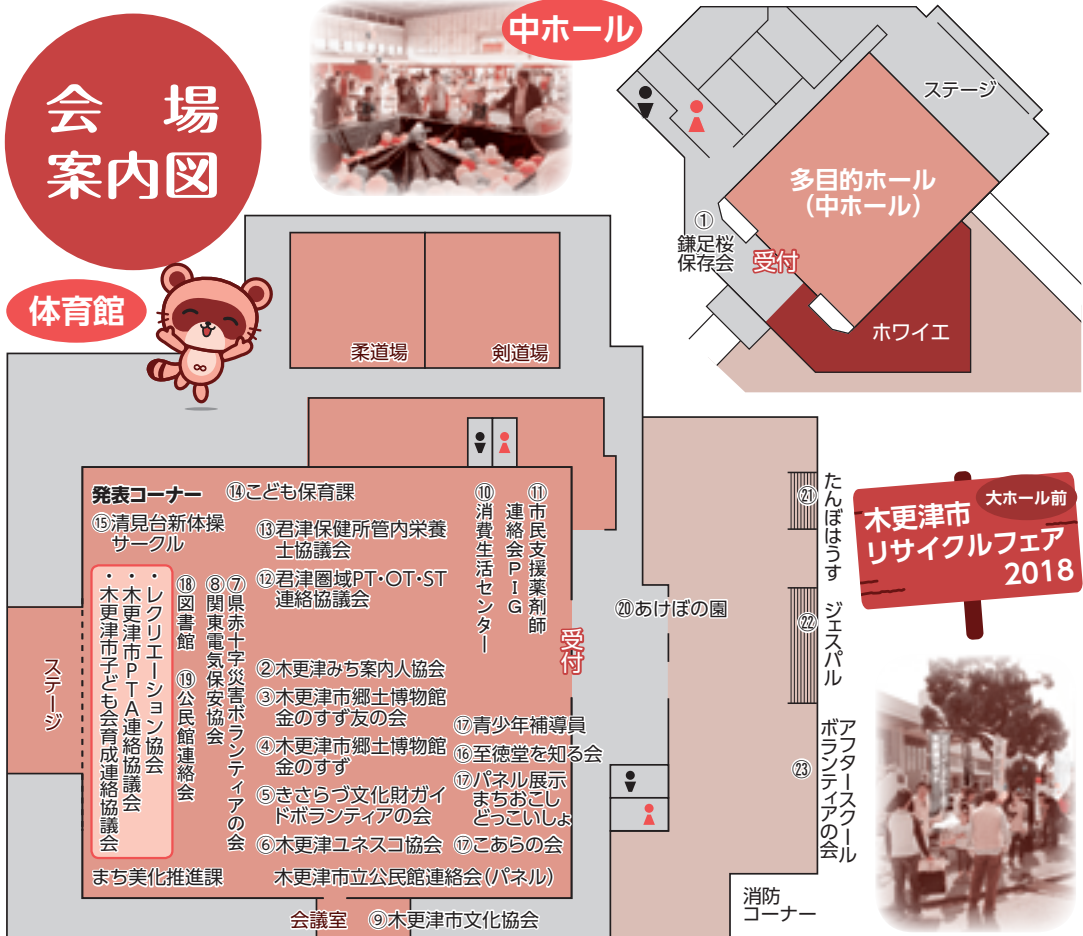 会場
案内図
中ホール
ステージ
多目的ホール
(中ホール)
①
鎌足桜
保存会
受付
ホワイエ
体育館
柔道場
剣道場
発表コーナー
⑭こども保育課
⑮清見台新体操
サークル
⑬君津保健所管内栄養
士協議会
⑫君津圏域PT・OT・ST
連絡協議会
⑩消費生活センター
⑪市民支援薬剤師
連絡会PIG
・レクリエーション協会
・木更津市PTA連絡協議会
・木更津市子ども会育成連絡協議会
⑱図書館
⑲公民館連絡会
⑧関東電気保安協会
⑦県赤十字災害ボランティアの会
ステージ
受付
②木更津みち案内人協会
③木更津市郷土博物館
金のすず友の会
④木更津市郷土博物館
金のすず
⑤きさらづ文化財ガイ
ドボランティアの会
⑥木更津ユネスコ協会
⑰青少年補導員
⑯至徳堂を知る会
⑰パネル展示
まちおこし
どっこいしょ
⑰こあらの会
まち美化推進課
木更津市立公民館連絡会(パネル)
会議室
⑨木更津市文化協会
⑳あけぼの園
㉑
たんぽはうす
㉒
ジェスパル
㉓
アフタースクール
ボランティアの会
消防
コーナー
大ホール前
木更津市
リサイクルフェア
2018